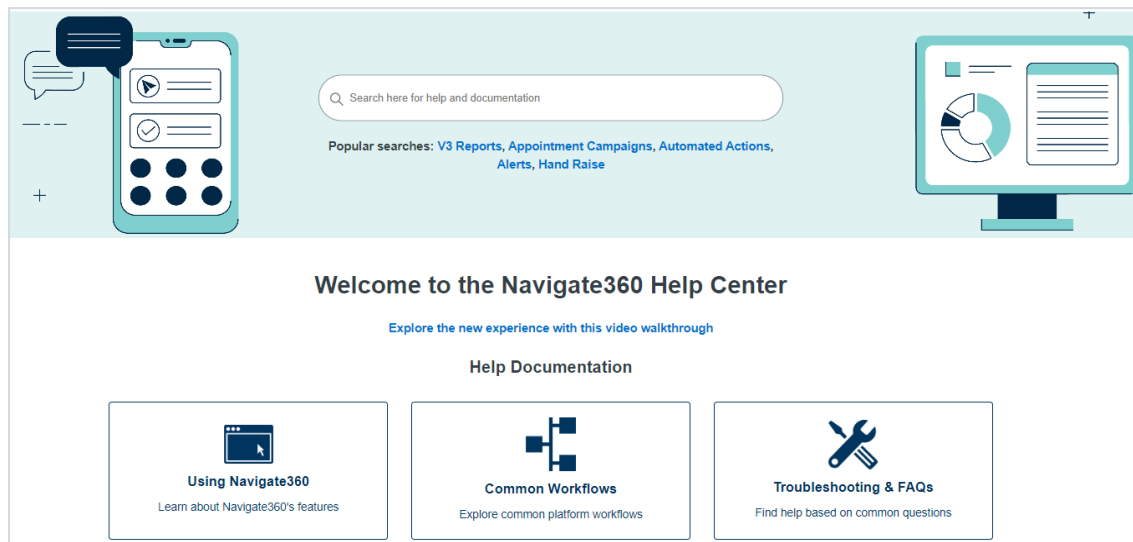 Search here for help and documentation
Popular searches: V3 Reports, Appointment Campaigns, Automated Actions,
Alerts, Hand Raise
Welcome to the Navigate360 Help Center
Explore the new experience with this video walkthrough
Help Documentation
Using Navigate360
Learn about Navigate360's features
Common Workflows
Explore common platform workflows
Troubleshooting & FAQs
Find help based on common questions